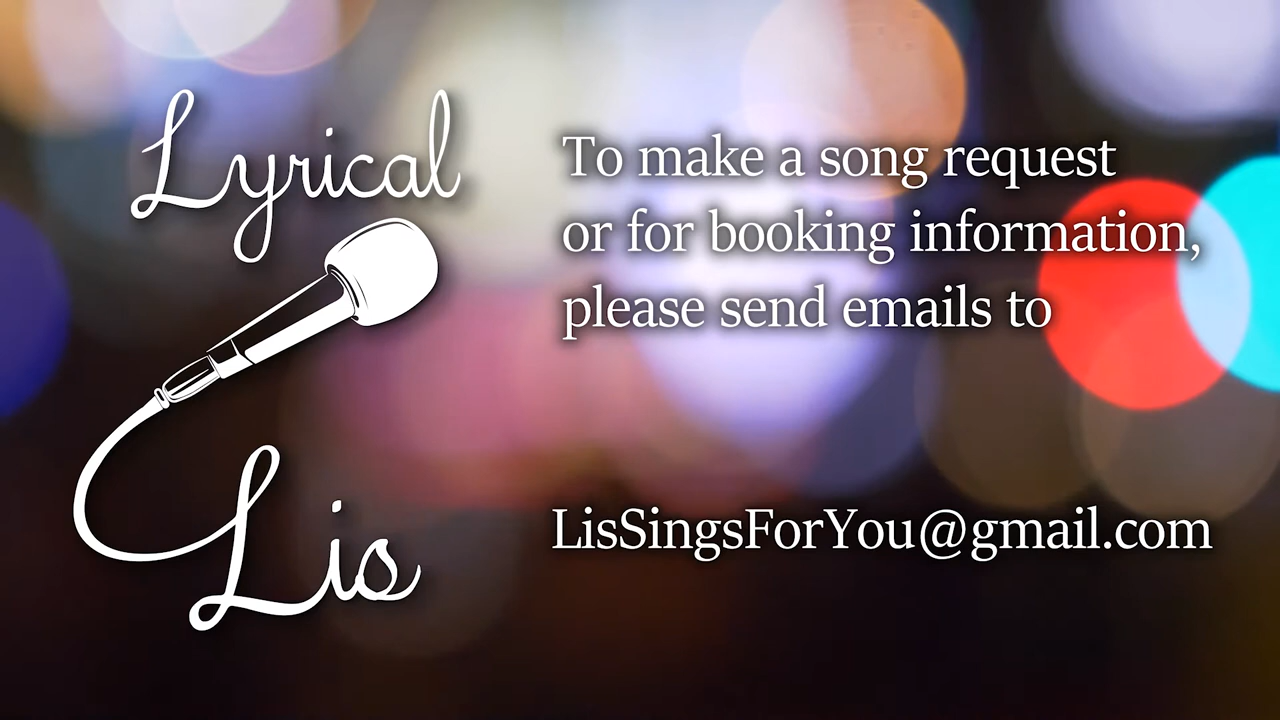 Lyrical
Lis
To make a song request
or for booking information,
please send emails to
LisSingsForYou@gmail.com